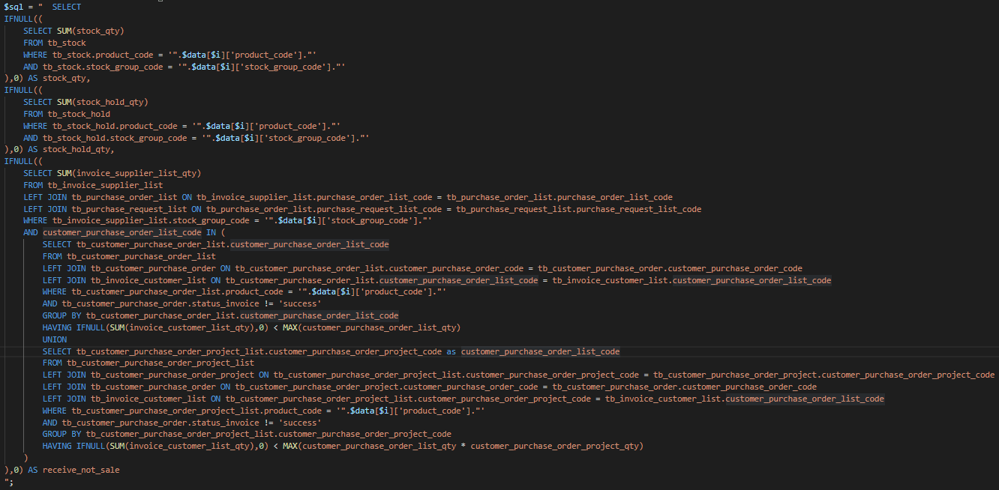 $sql = "  SELECT
IFNULL((
    SELECT SUM(stock_qty)
    FROM tb_stock
    WHERE tb_stock.product_code = '".$data[$i]['product_code']."'
    AND tb_stock.stock_group_code = '".$data[$i]['stock_group_code']."'
),0) AS stock_qty,
IFNULL((
    SELECT SUM(stock_hold_qty)
    FROM tb_stock_hold
    WHERE tb_stock_hold.product_code = '".$data[$i]['product_code']."'
    AND tb_stock_hold.stock_group_code = '".$data[$i]['stock_group_code']."'
),0) AS stock_hold_qty,
IFNULL((
    SELECT SUM(invoice_supplier_list_qty)
    FROM tb_invoice_supplier_list
    LEFT JOIN tb_purchase_order_list ON tb_invoice_supplier_list.purchase_order_list_code = tb_purchase_order_list.purchase_order_list_code
    LEFT JOIN tb_purchase_request_list ON tb_purchase_order_list.purchase_request_list_code = tb_purchase_request_list.purchase_request_list_code
    WHERE tb_invoice_supplier_list.stock_group_code = '".$data[$i]['stock_group_code']."'
    AND customer_purchase_order_list_code IN (
        SELECT tb_customer_purchase_order_list.customer_purchase_order_list_code
        FROM tb_customer_purchase_order_list
        LEFT JOIN tb_customer_purchase_order ON tb_customer_purchase_order_list.customer_purchase_order_code = tb_customer_purchase_order.customer_purchase_order_code
        LEFT JOIN tb_invoice_customer_list ON tb_customer_purchase_order_list.customer_purchase_order_list_code = tb_invoice_customer_list.customer_purchase_order_list_code
        WHERE tb_customer_purchase_order_list.product_code = '".$data[$i]['product_code']."'
        AND tb_customer_purchase_order.status_invoice != 'success'
        GROUP BY tb_customer_purchase_order_list.customer_purchase_order_list_code
        HAVING IFNULL(SUM(invoice_customer_list_qty),0) < MAX(customer_purchase_order_list_qty)
        UNION
        SELECT tb_customer_purchase_order_project_list.customer_purchase_order_project_code as customer_purchase_order_list_code
        FROM tb_customer_purchase_order_project_list
        LEFT JOIN tb_customer_purchase_order_project ON tb_customer_purchase_order_project_list.customer_purchase_order_project_code = tb_customer_purchase_order_project.customer_purchase_order_project_code
        LEFT JOIN tb_customer_purchase_order ON tb_customer_purchase_order_project.customer_purchase_order_code = tb_customer_purchase_order.customer_purchase_order_code
        LEFT JOIN tb_invoice_customer_list ON tb_customer_purchase_order_project_list.customer_purchase_order_project_code = tb_invoice_customer_list.customer_purchase_order_list_code
        WHERE tb_customer_purchase_order_project_list.product_code = '".$data[$i]['product_code']."'
        AND tb_customer_purchase_order.status_invoice != 'success'
        GROUP BY tb_customer_purchase_order_project_list.customer_purchase_order_project_code
        HAVING IFNULL(SUM(invoice_customer_list_qty),0) < MAX(customer_purchase_order_list_qty * customer_purchase_order_project_qty)
    )
),0) AS receive_not_sale
";